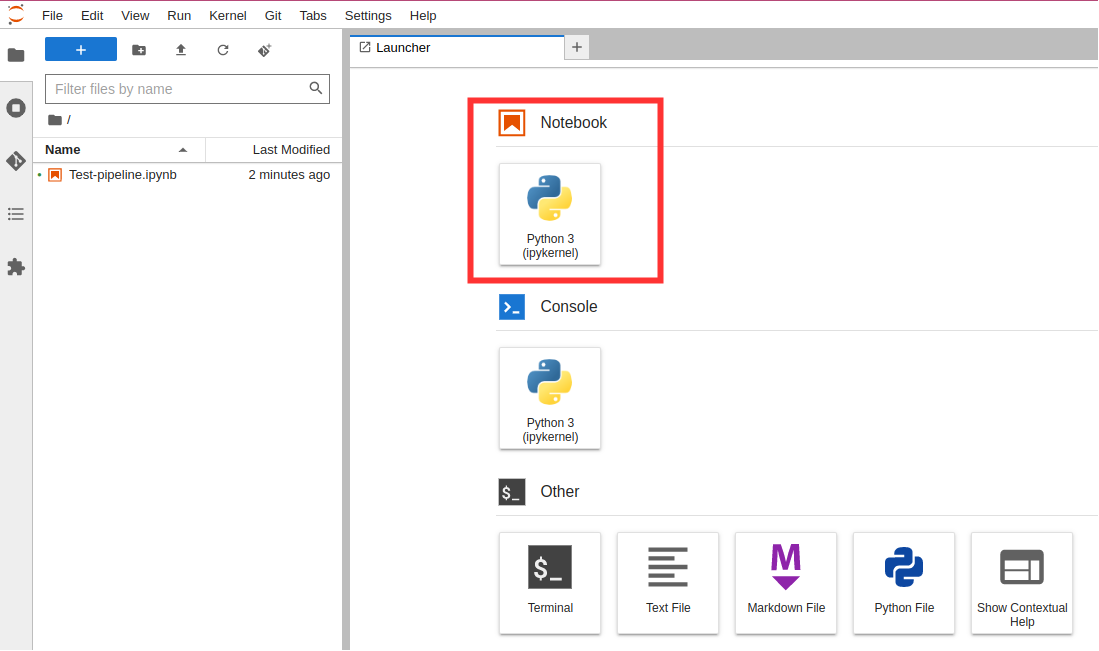 File Edit View Run Kernel Git Tabs Settings Help
+
Filter files by name
/
Name Last Modified
Test-pipeline.ipynb 2 minutes ago
Launcher +
Notebook
Python 3
(ipykernel)
>_ Console
Python 3
(ipykernel)
$_ Other
$_
Terminal
Text File
M
Markdown File
Python File
Show Contextual
Help